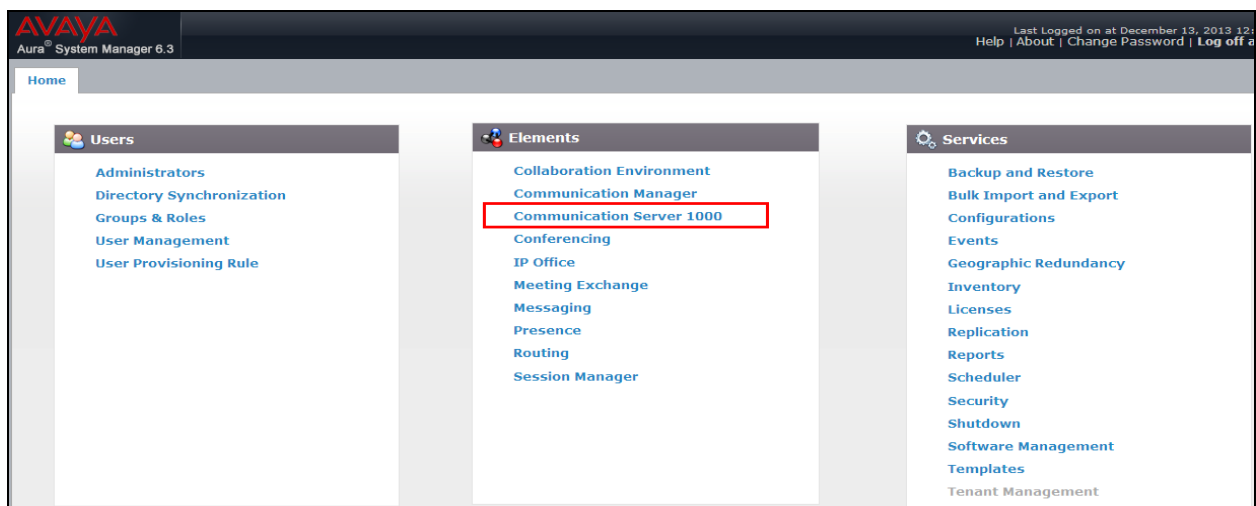 AVAYA
Aura® System Manager 6.3
Last Logged on at December 13, 2013 12:
Help | About | Change Password | Log off a
Home
Users
Administrators
Directory Synchronization
Groups & Roles
User Management
User Provisioning Rule
Elements
Collaboration Environment
Communication Manager
Communication Server 1000
Conferencing
IP Office
Meeting Exchange
Messaging
Presence
Routing
Session Manager
Services
Backup and Restore
Bulk Import and Export
Configurations
Events
Geographic Redundancy
Inventory
Licenses
Replication
Reports
Scheduler
Security
Shutdown
Software Management
Templates
Tenant Management